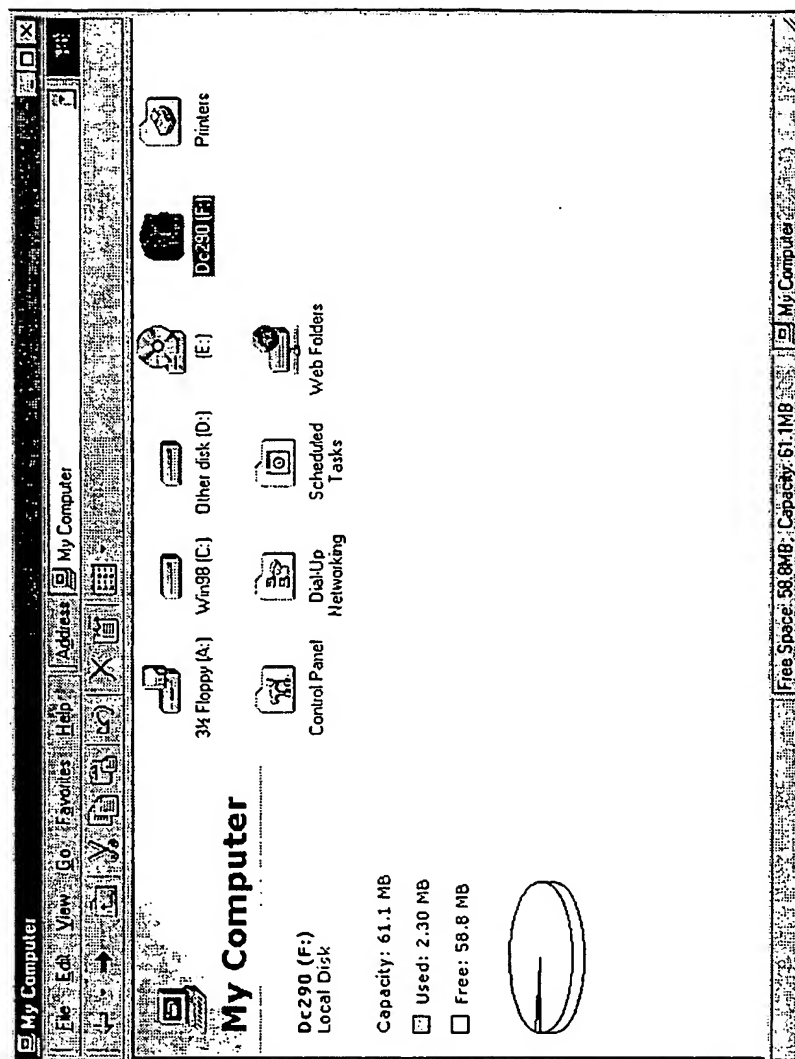 My Computer
File Edit View Go Favorites Help Address My Computer
My Computer
Dc290 (F:)
Local Disk
Capacity: 61.1 MB
Used: 2.30 MB
Free: 58.8 MB
3½ Floppy (A:) Win98 (C:) Other disk (D:) (E:) Dc290 (F:) Printers
Control Panel Dial-Up Networking Scheduled Tasks Web Folders
Free Space: 58.8MB, Capacity: 61.1MB My Computer